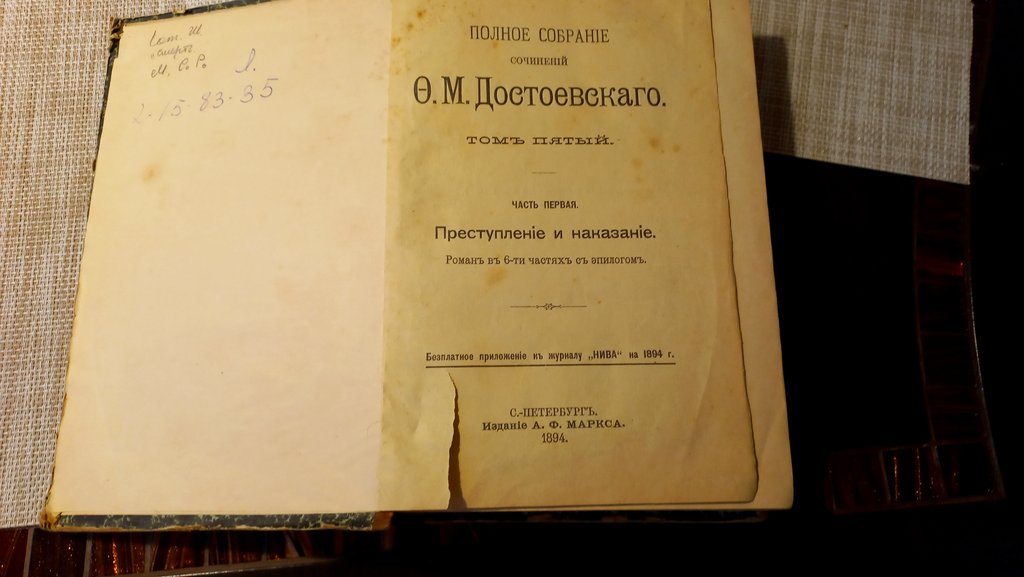 М. С. Р.
2-15-83-35
ПОЛНОЕ СОБРАНІЕ
СОЧИНЕНІЙ
Ѳ. М. Достоевскаго.
ТОМЪ ПЯТЫЙ.
ЧАСТЬ ПЕРВАЯ.
Преступленіе и наказаніе.
Романъ въ 6-ти частяхъ съ эпилогомъ.
Безплатное приложеніе къ журналу „НИВА“ на 1894 г.
С.-ПЕТЕРБУРГЪ.
Изданіе А. Ф. МАРКСА.
1894.